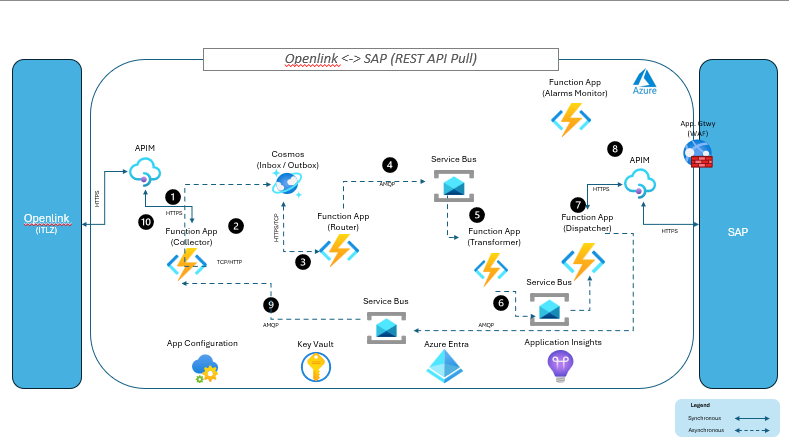 Openlink <-> SAP (REST API Pull)
Function App
(Alarms Monitor)
Azure
App. Gtwy
(WAF)
8
APIM
Cosmos
(Inbox / Outbox)
4
AMQP
Service Bus
APIM
HTTPS
1
HTTPS
10
2
Openlink
(ITLZ)
Function App
(Collector)
TCP/HTTP
HTTPS/TCP
3
Function App
(Router)
5
Function App
(Transformer)
HTTPS
7
Function App
(Dispatcher)
HTTPS
SAP
Service Bus
6
9
AMQP
Service Bus
AMQP
App Configuration
Key Vault
Azure Entra
Application Insights
Legend
Synchronous
Asynchronous